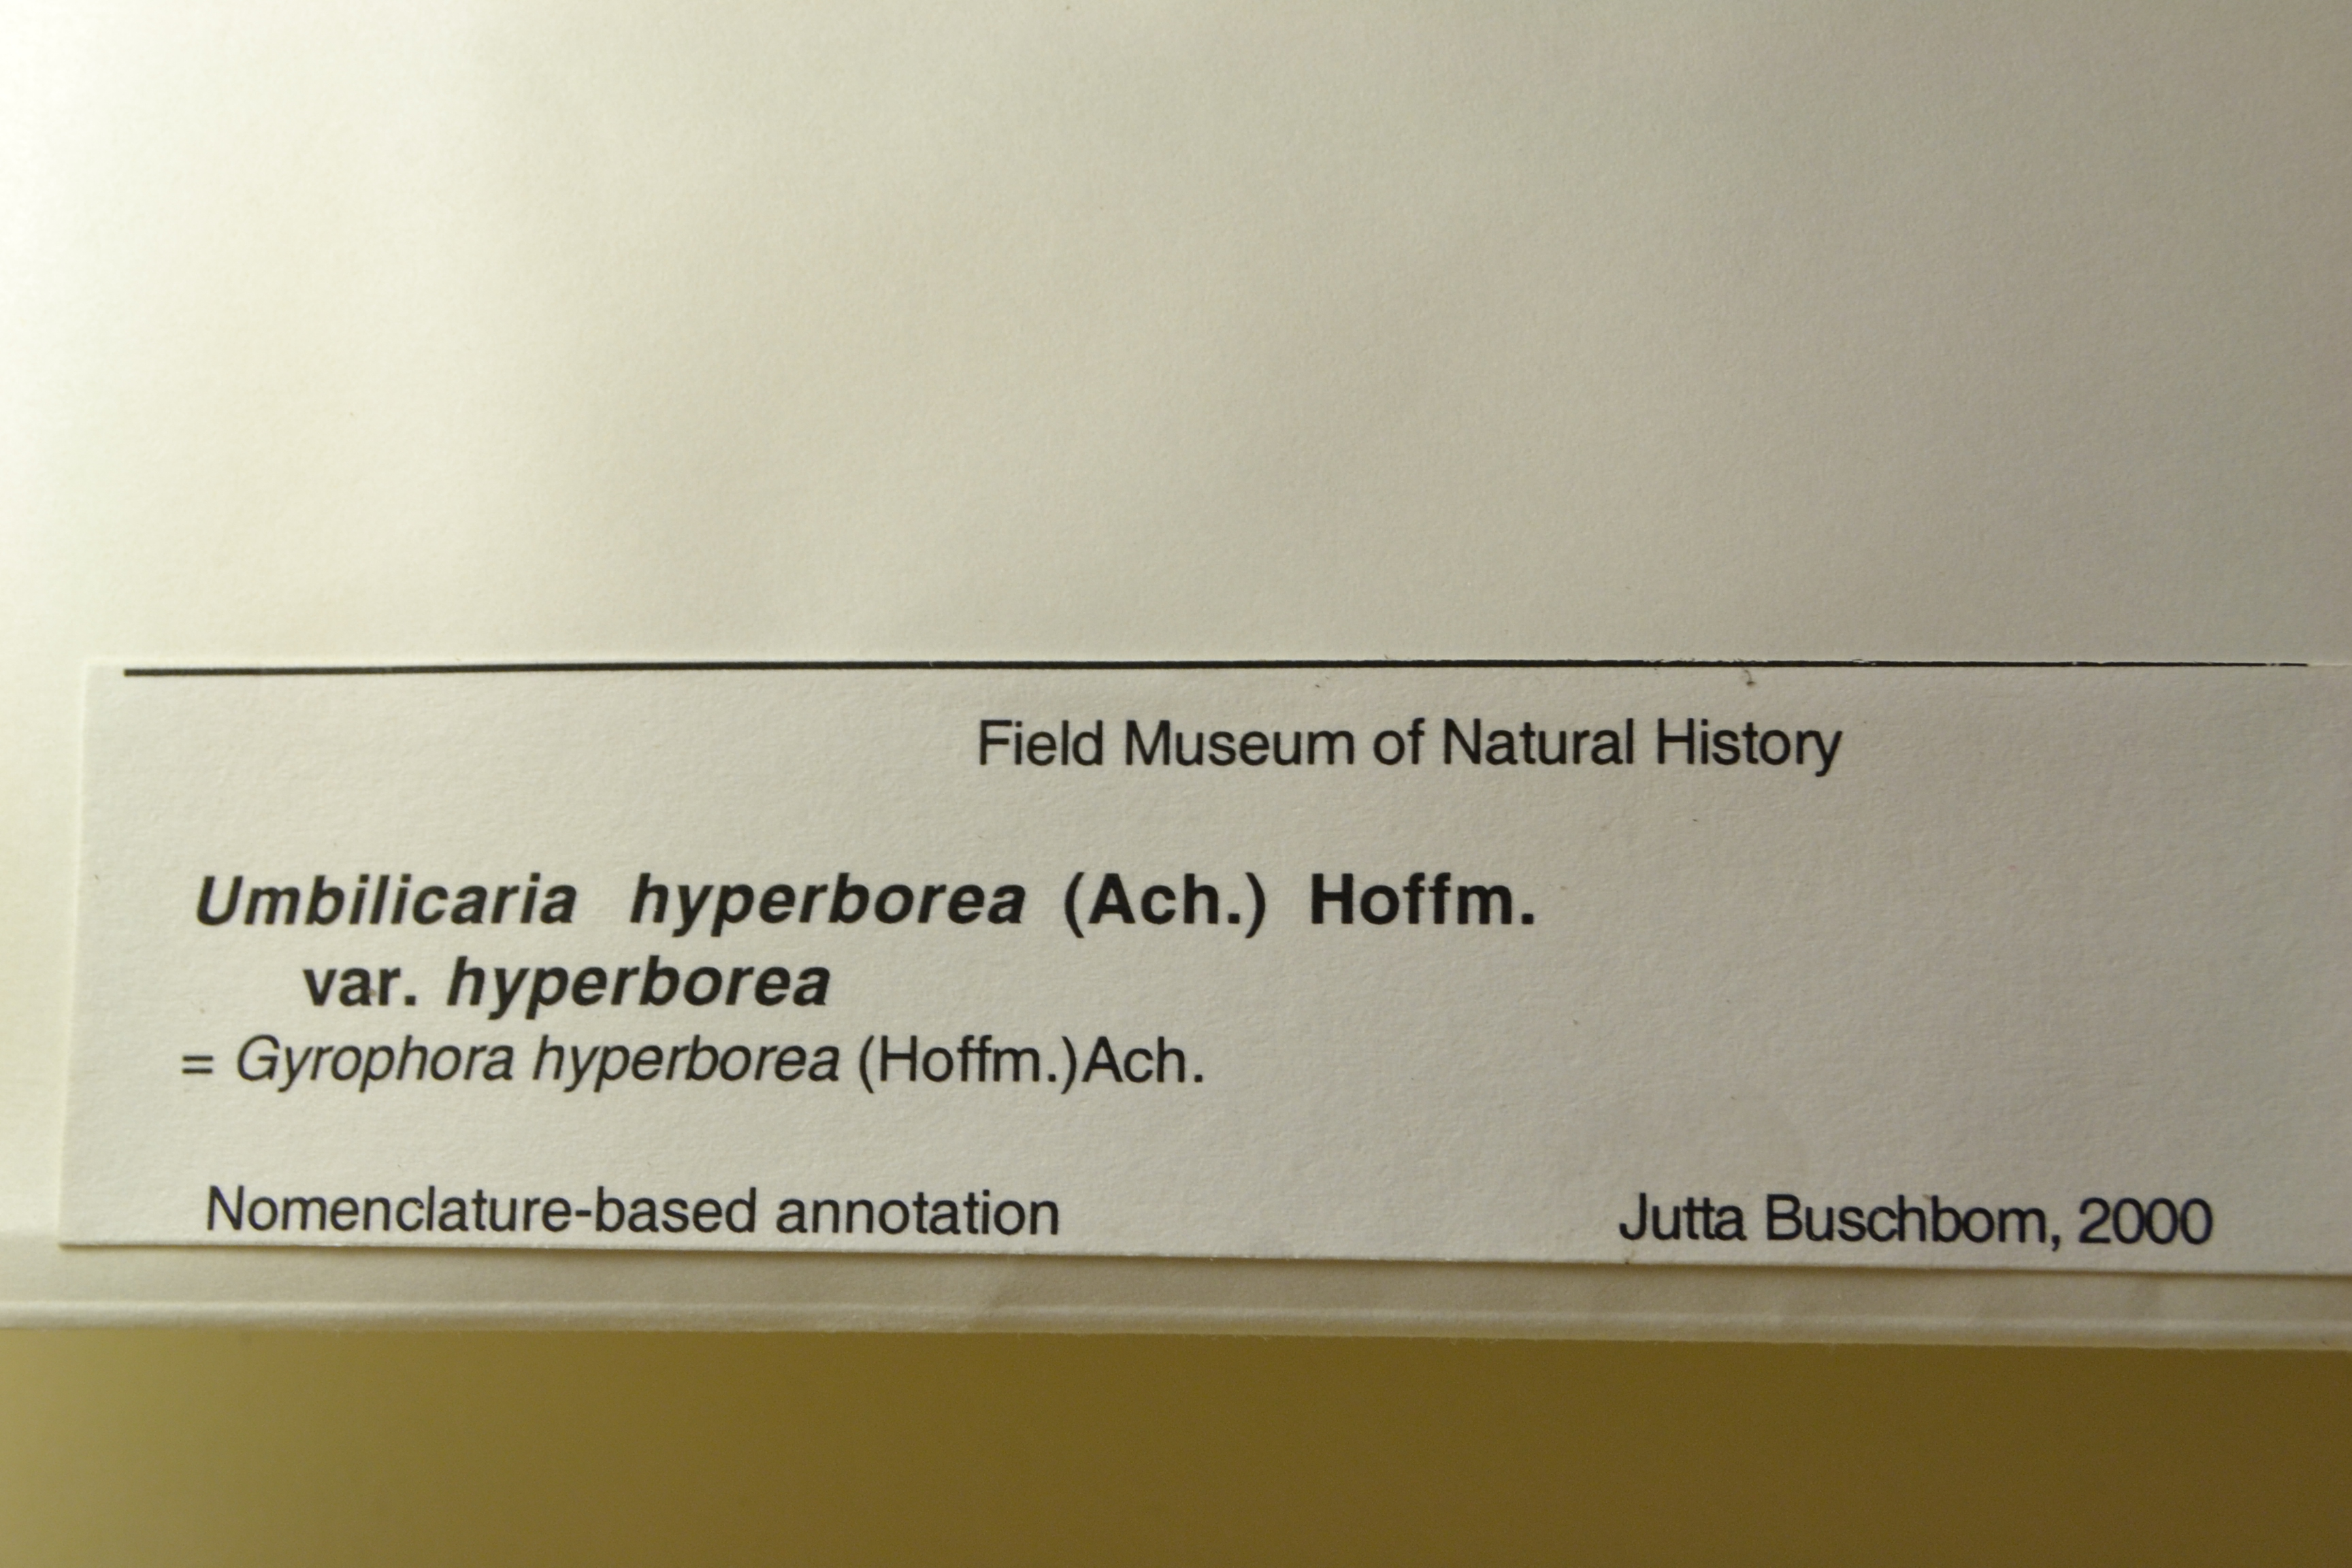 Field Museum of Natural History
Umbilicaria hyperborea (Ach.) Hoffm.
var. hyperborea
= Gyrophora hyperborea (Hoffm.)Ach.
Nomenclature-based annotation Jutta Buschbom, 2000